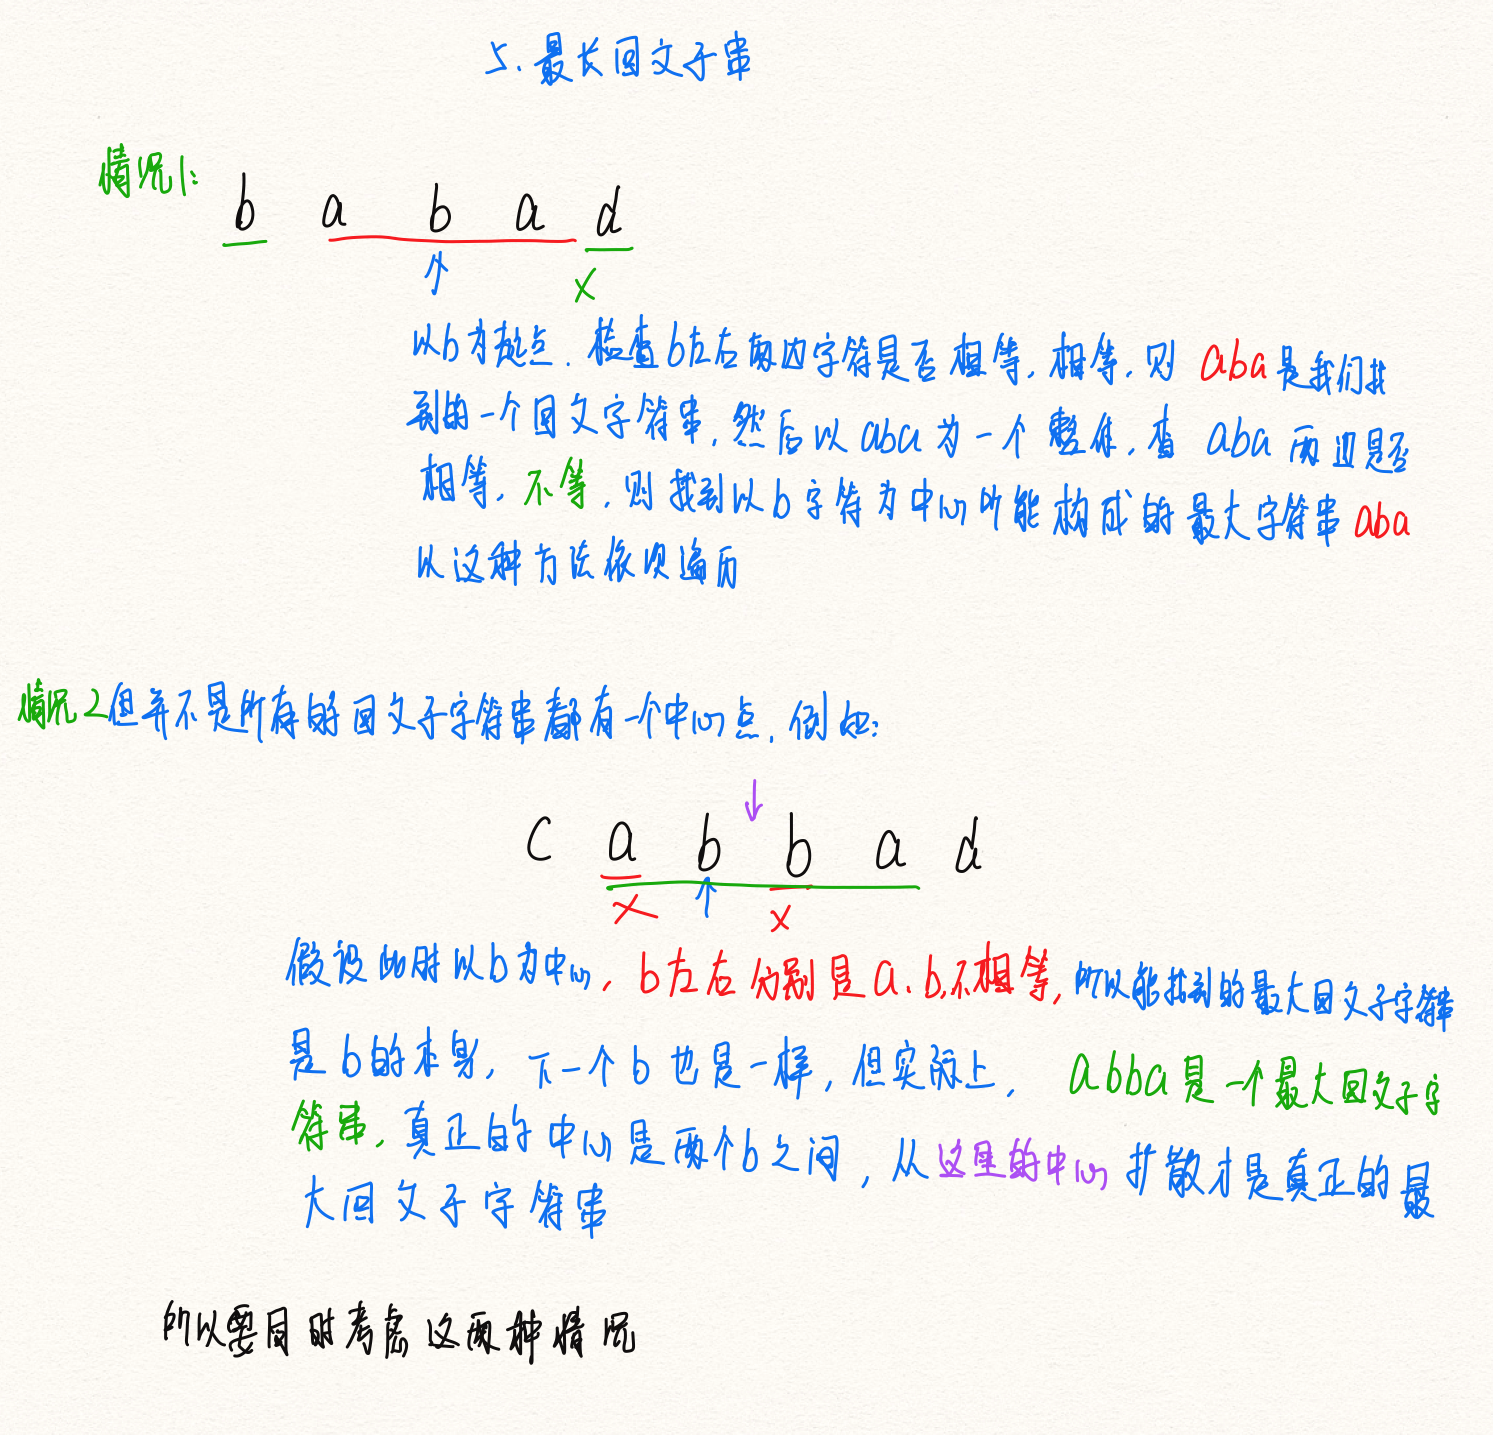 5. 最长回文子串
情况1:
b a b a d
以b为起点. 检查b左右两边字符是否相等, 相等, 则 aba是我们找
到的一个回文字符串, 然后以aba为一个整体, 查 aba 两边是否
相等, 不等, 则找到以b字符为中心所能构成的最大字符串 aba
以这种方法依次遍历
情况2 但并不是所有的回文子字符串都有一个中心点, 例如:
c a b b a d
假设此时以b为中心, b左右分别是a、b,不相等, 所以能找到的最大回文子字符串
是b的本身, 下一个b也是一样, 但实际上, abba是一个最大回文子字
符串, 真正的中心是两个b之间, 从这里的中心扩散才是真正的最
大回文子字符串
所以要同时考虑这两种情况